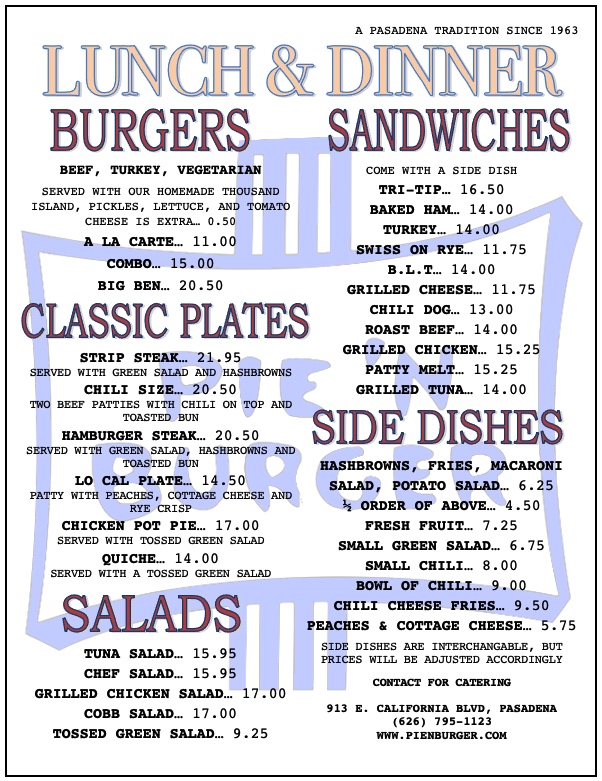 A PASADENA TRADITION SINCE 1963
LUNCH & DINNER
BURGERS
BEEF, TURKEY, VEGETARIAN
SERVED WITH OUR HOMEMADE THOUSAND
ISLAND, PICKLES, LETTUCE, AND TOMATO
CHEESE IS EXTRA… 0.50
A LA CARTE… 11.00
COMBO… 15.00
BIG BEN… 20.50
CLASSIC PLATES
STRIP STEAK… 21.95
SERVED WITH GREEN SALAD AND HASHBROWNS
CHILI SIZE… 20.50
TWO BEEF PATTIES WITH CHILI ON TOP AND
TOASTED BUN
HAMBURGER STEAK… 20.50
SERVED WITH GREEN SALAD, HASHBROWNS AND
TOASTED BUN
LO CAL PLATE… 14.50
PATTY WITH PEACHES, COTTAGE CHEESE AND
RYE CRISP
CHICKEN POT PIE… 17.00
SERVED WITH TOSSED GREEN SALAD
QUICHE… 14.00
SERVED WITH A TOSSED GREEN SALAD
SALADS
TUNA SALAD… 15.95
CHEF SALAD… 15.95
GRILLED CHICKEN SALAD… 17.00
COBB SALAD… 17.00
TOSSED GREEN SALAD… 9.25
SANDWICHES
COME WITH A SIDE DISH
TRI-TIP… 16.50
BAKED HAM… 14.00
TURKEY… 14.00
SWISS ON RYE… 11.75
B.L.T… 14.00
GRILLED CHEESE… 11.75
CHILI DOG… 13.00
ROAST BEEF… 14.00
GRILLED CHICKEN… 15.25
PATTY MELT… 15.25
GRILLED TUNA… 14.00
SIDE DISHES
HASHBROWNS, FRIES, MACARONI
SALAD, POTATO SALAD… 6.25
½ ORDER OF ABOVE… 4.50
FRESH FRUIT… 7.25
SMALL GREEN SALAD… 6.75
SMALL CHILI… 8.00
BOWL OF CHILI… 9.00
CHILI CHEESE FRIES… 9.50
PEACHES & COTTAGE CHEESE… 5.75
SIDE DISHES ARE INTERCHANGABLE, BUT
PRICES WILL BE ADJUSTED ACCORDINGLY
CONTACT FOR CATERING
913 E. CALIFORNIA BLVD, PASADENA
(626) 795-1123
WWW.PIENBURGER.COM
PIE 'N
BURGER